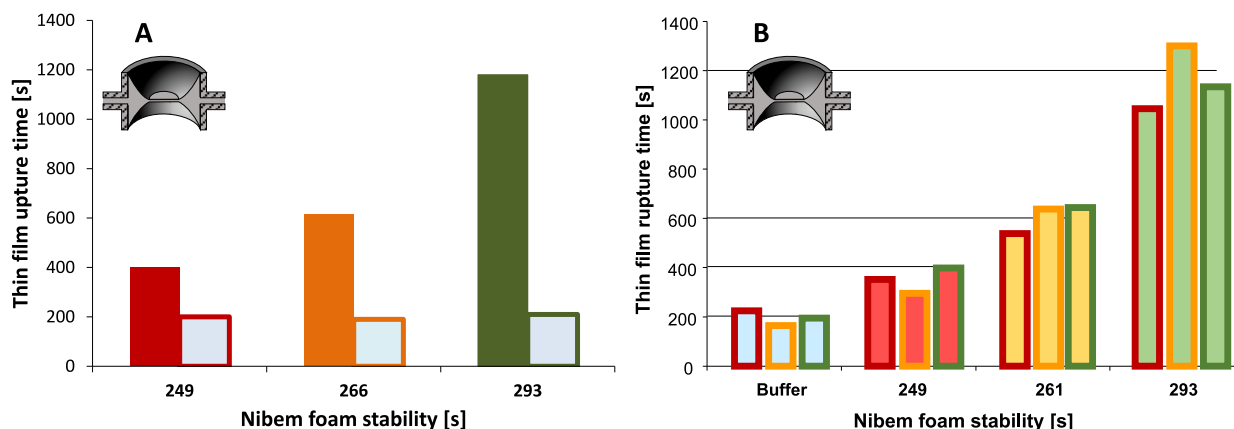 A
Thin film upture time [s]
1400
1200
1000
800
600
400
200
0
249 266 293
Nibem foam stability [s]
B
Thin film rupture time [s]
1400
1200
1000
800
600
400
200
0
Buffer 249 261 293
Nibem foam stability [s]